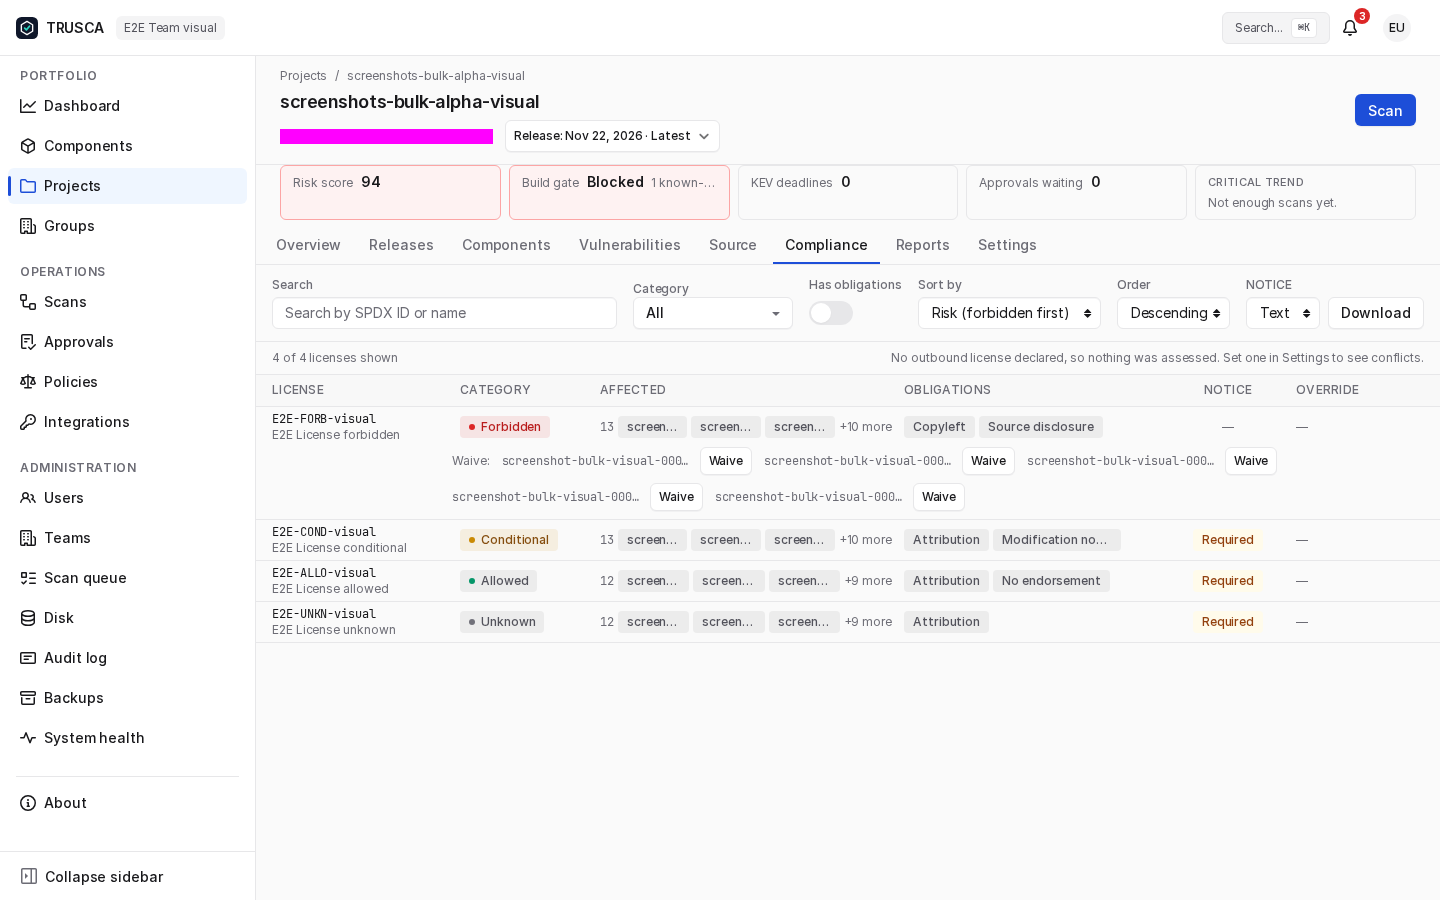 TRUSCA
E2E Team visual
Search...
⌘K
3
EU
PORTFOLIO
Dashboard
Components
Projects
Groups
OPERATIONS
Scans
Approvals
Policies
Integrations
ADMINISTRATION
Users
Teams
Scan queue
Disk
Audit log
Backups
System health
About
Collapse sidebar
Projects / screenshots-bulk-alpha-visual
screenshots-bulk-alpha-visual
Release: Nov 22, 2026 · Latest
Scan
Risk score 94
Build gate Blocked 1 known-...
KEV deadlines 0
Approvals waiting 0
CRITICAL TREND
Not enough scans yet.
Overview Releases Components Vulnerabilities Source Compliance Reports Settings
Search
Search by SPDX ID or name
Category
All
Has obligations
Sort by
Risk (forbidden first)
Order
Descending
NOTICE
Text
Download
4 of 4 licenses shown
No outbound license declared, so nothing was assessed. Set one in Settings to see conflicts.
LICENSE CATEGORY AFFECTED OBLIGATIONS NOTICE OVERRIDE
E2E-FORB-visual
E2E License forbidden
Forbidden
13 screen... screen... screen... +10 more
Copyleft Source disclosure
— —
Waive: screenshot-bulk-visual-000... Waive screenshot-bulk-visual-000... Waive screenshot-bulk-visual-000... Waive
screenshot-bulk-visual-000... Waive screenshot-bulk-visual-000... Waive
E2E-COND-visual
E2E License conditional
Conditional
13 screen... screen... screen... +10 more
Attribution Modification no...
Required —
E2E-ALLO-visual
E2E License allowed
Allowed
12 screen... screen... screen... +9 more
Attribution No endorsement
Required —
E2E-UNKN-visual
E2E License unknown
Unknown
12 screen... screen... screen... +9 more
Attribution
Required —